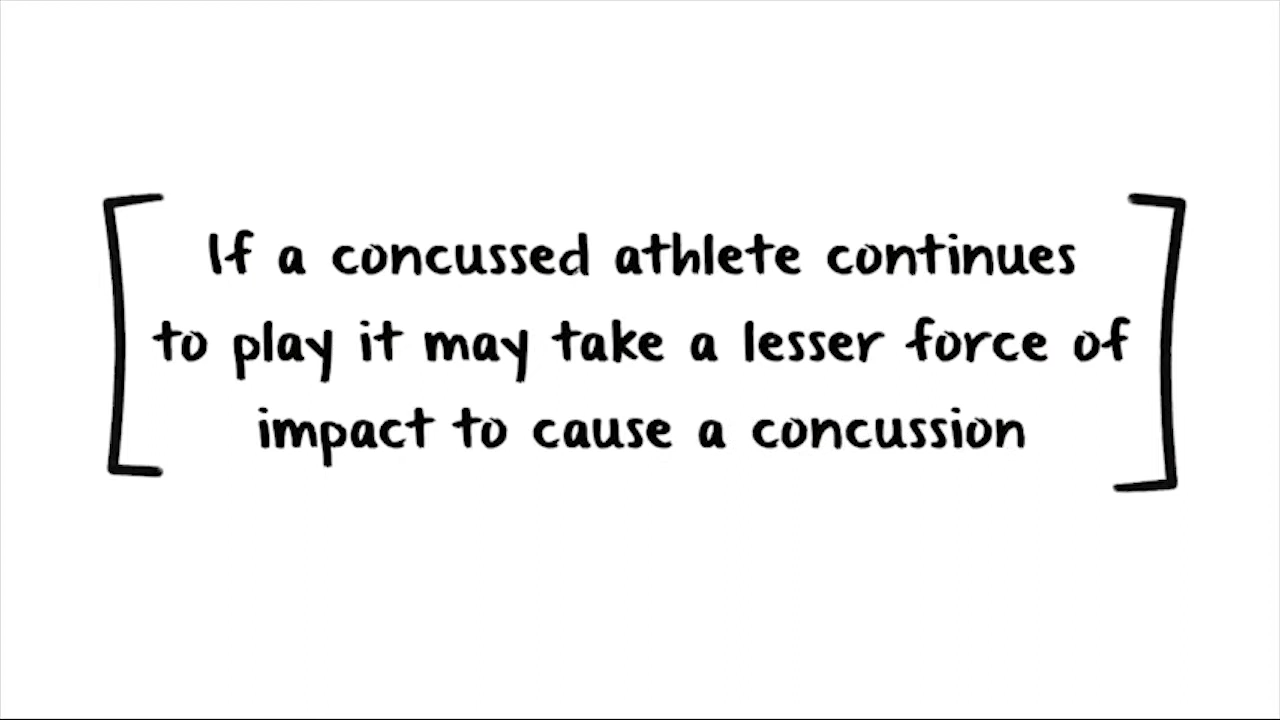 If a concussed athlete continues
to play it may take a lesser force of
impact to cause a concussion